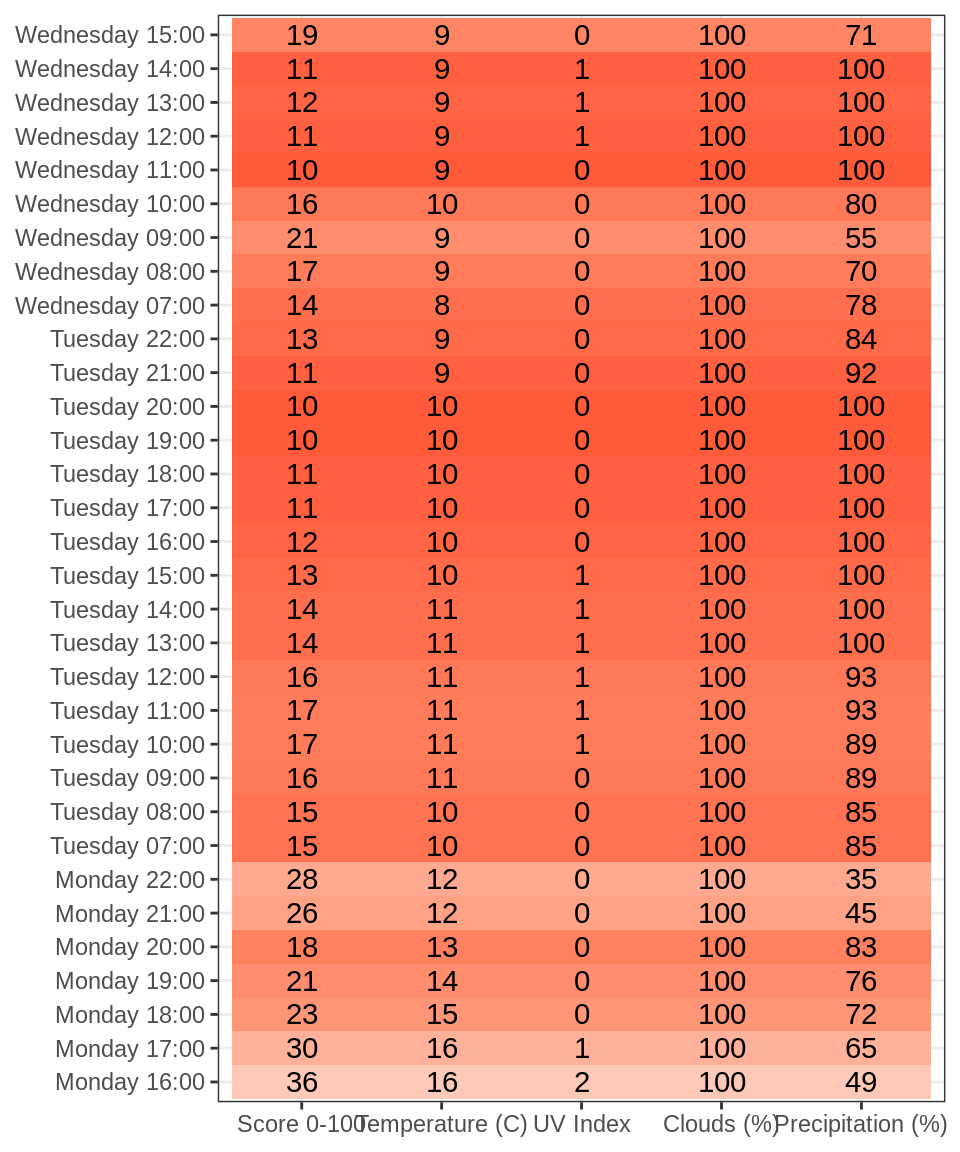 Wednesday 15:00 19 9 0 100 71
Wednesday 14:00 11 9 1 100 100
Wednesday 13:00 12 9 1 100 100
Wednesday 12:00 11 9 1 100 100
Wednesday 11:00 10 9 0 100 100
Wednesday 10:00 16 10 0 100 80
Wednesday 09:00 21 9 0 100 55
Wednesday 08:00 17 9 0 100 70
Wednesday 07:00 14 8 0 100 78
Tuesday 22:00 13 9 0 100 84
Tuesday 21:00 11 9 0 100 92
Tuesday 20:00 10 10 0 100 100
Tuesday 19:00 10 10 0 100 100
Tuesday 18:00 11 10 0 100 100
Tuesday 17:00 11 10 0 100 100
Tuesday 16:00 12 10 0 100 100
Tuesday 15:00 13 10 1 100 100
Tuesday 14:00 14 11 1 100 100
Tuesday 13:00 14 11 1 100 100
Tuesday 12:00 16 11 1 100 93
Tuesday 11:00 17 11 1 100 93
Tuesday 10:00 17 11 1 100 89
Tuesday 09:00 16 11 0 100 89
Tuesday 08:00 15 10 0 100 85
Tuesday 07:00 15 10 0 100 85
Monday 22:00 28 12 0 100 35
Monday 21:00 26 12 0 100 45
Monday 20:00 18 13 0 100 83
Monday 19:00 21 14 0 100 76
Monday 18:00 23 15 0 100 72
Monday 17:00 30 16 1 100 65
Monday 16:00 36 16 2 100 49
Score 0-100 Temperature (C) UV Index Clouds (%) Precipitation (%)